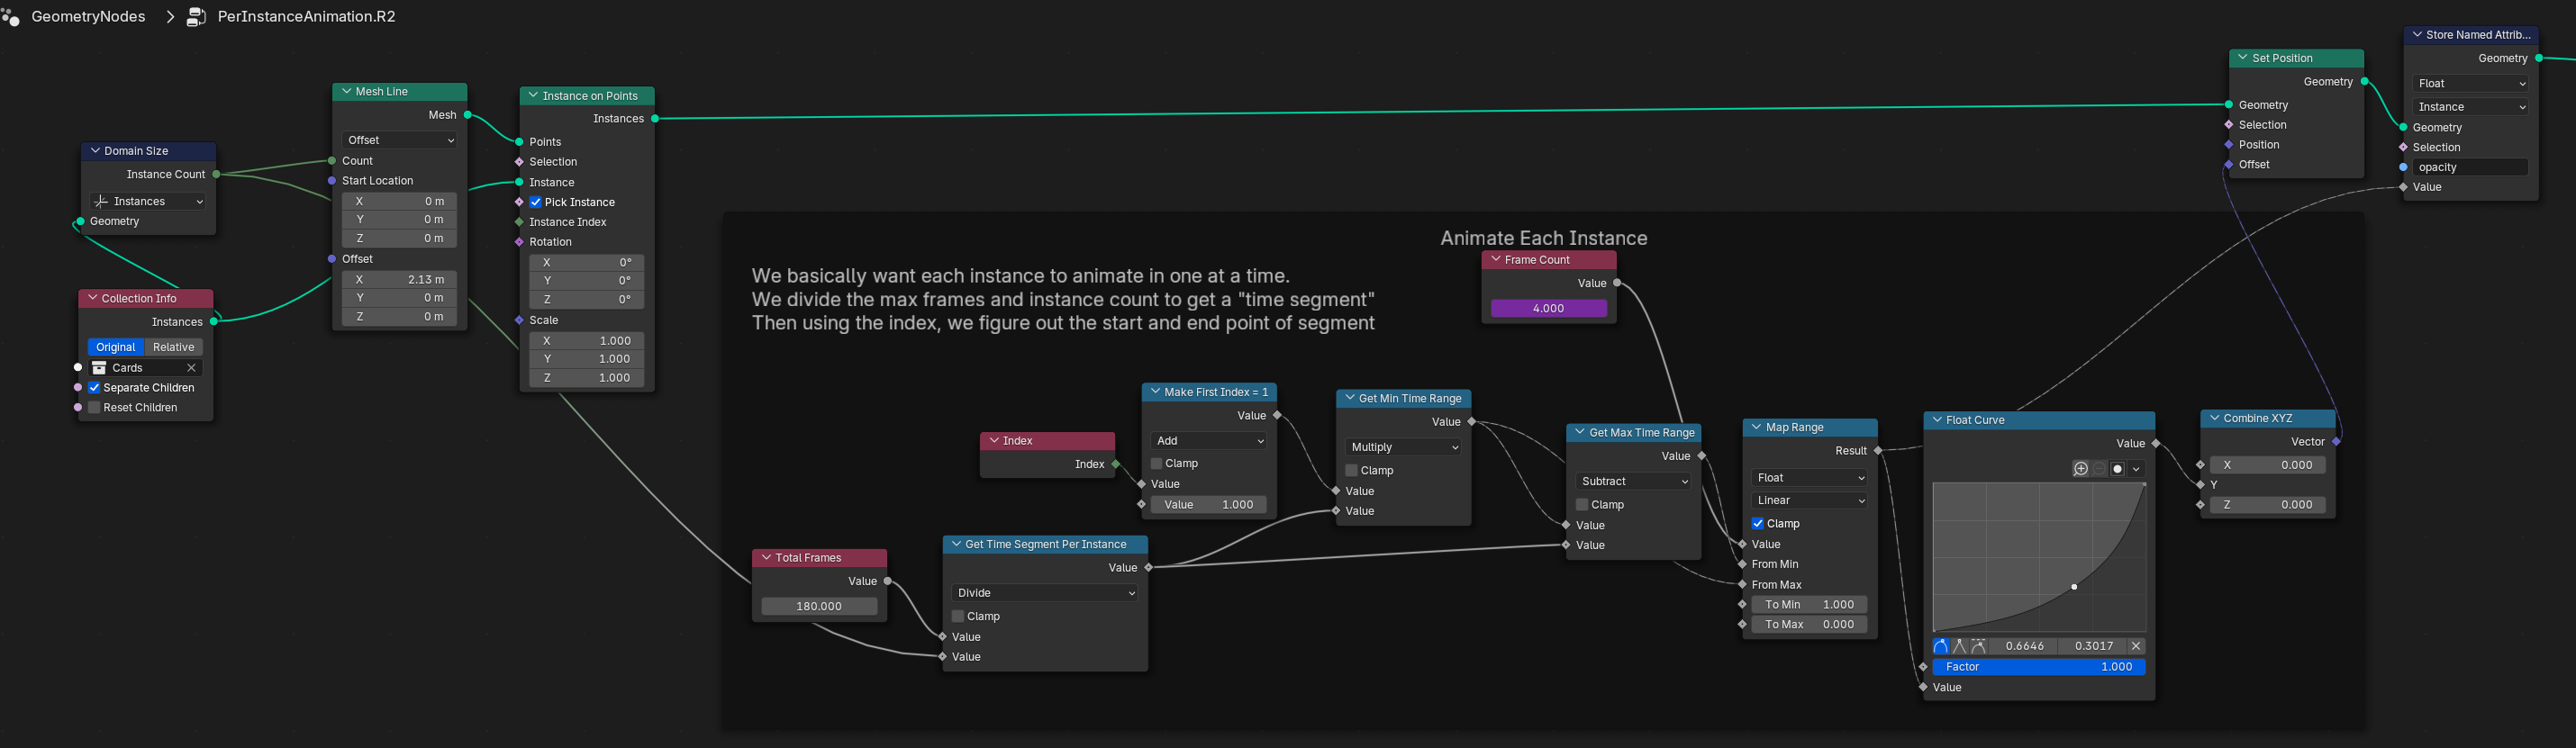 GeometryNodes > PerInstanceAnimation.R2
Domain Size
Instance Count
Instances
Geometry
Collection Info
Instances
Original Relative
Cards
Separate Children
Reset Children
Mesh Line
Mesh
Offset
Count
Start Location
X 0 m
Y 0 m
Z 0 m
Offset
X 2.13 m
Y 0 m
Z 0 m
Instance on Points
Instances
Points
Selection
Instance
Pick Instance
Instance Index
Rotation
X 0°
Y 0°
Z 0°
Scale
X 1.000
Y 1.000
Z 1.000
Animate Each Instance
We basically want each instance to animate in one at a time.
We divide the max frames and instance count to get a "time segment"
Then using the index, we figure out the start and end point of segment
Frame Count
Value
4.000
Total Frames
Value
180.000
Get Time Segment Per Instance
Value
Divide
Clamp
Value
Value
Index
Index
Make First Index = 1
Value
Add
Clamp
Value
Value 1.000
Get Min Time Range
Value
Multiply
Clamp
Value
Value
Get Max Time Range
Value
Subtract
Clamp
Value
Value
Map Range
Result
Float
Linear
Clamp
Value
From Min
From Max
To Min 1.000
To Max 0.000
Float Curve
Value
0.6646 0.3017
Factor 1.000
Value
Combine XYZ
Vector
X 0.000
Y
Z 0.000
Set Position
Geometry
Geometry
Selection
Position
Offset
Store Named Attrib...
Geometry
Float
Instance
Geometry
Selection
opacity
Value